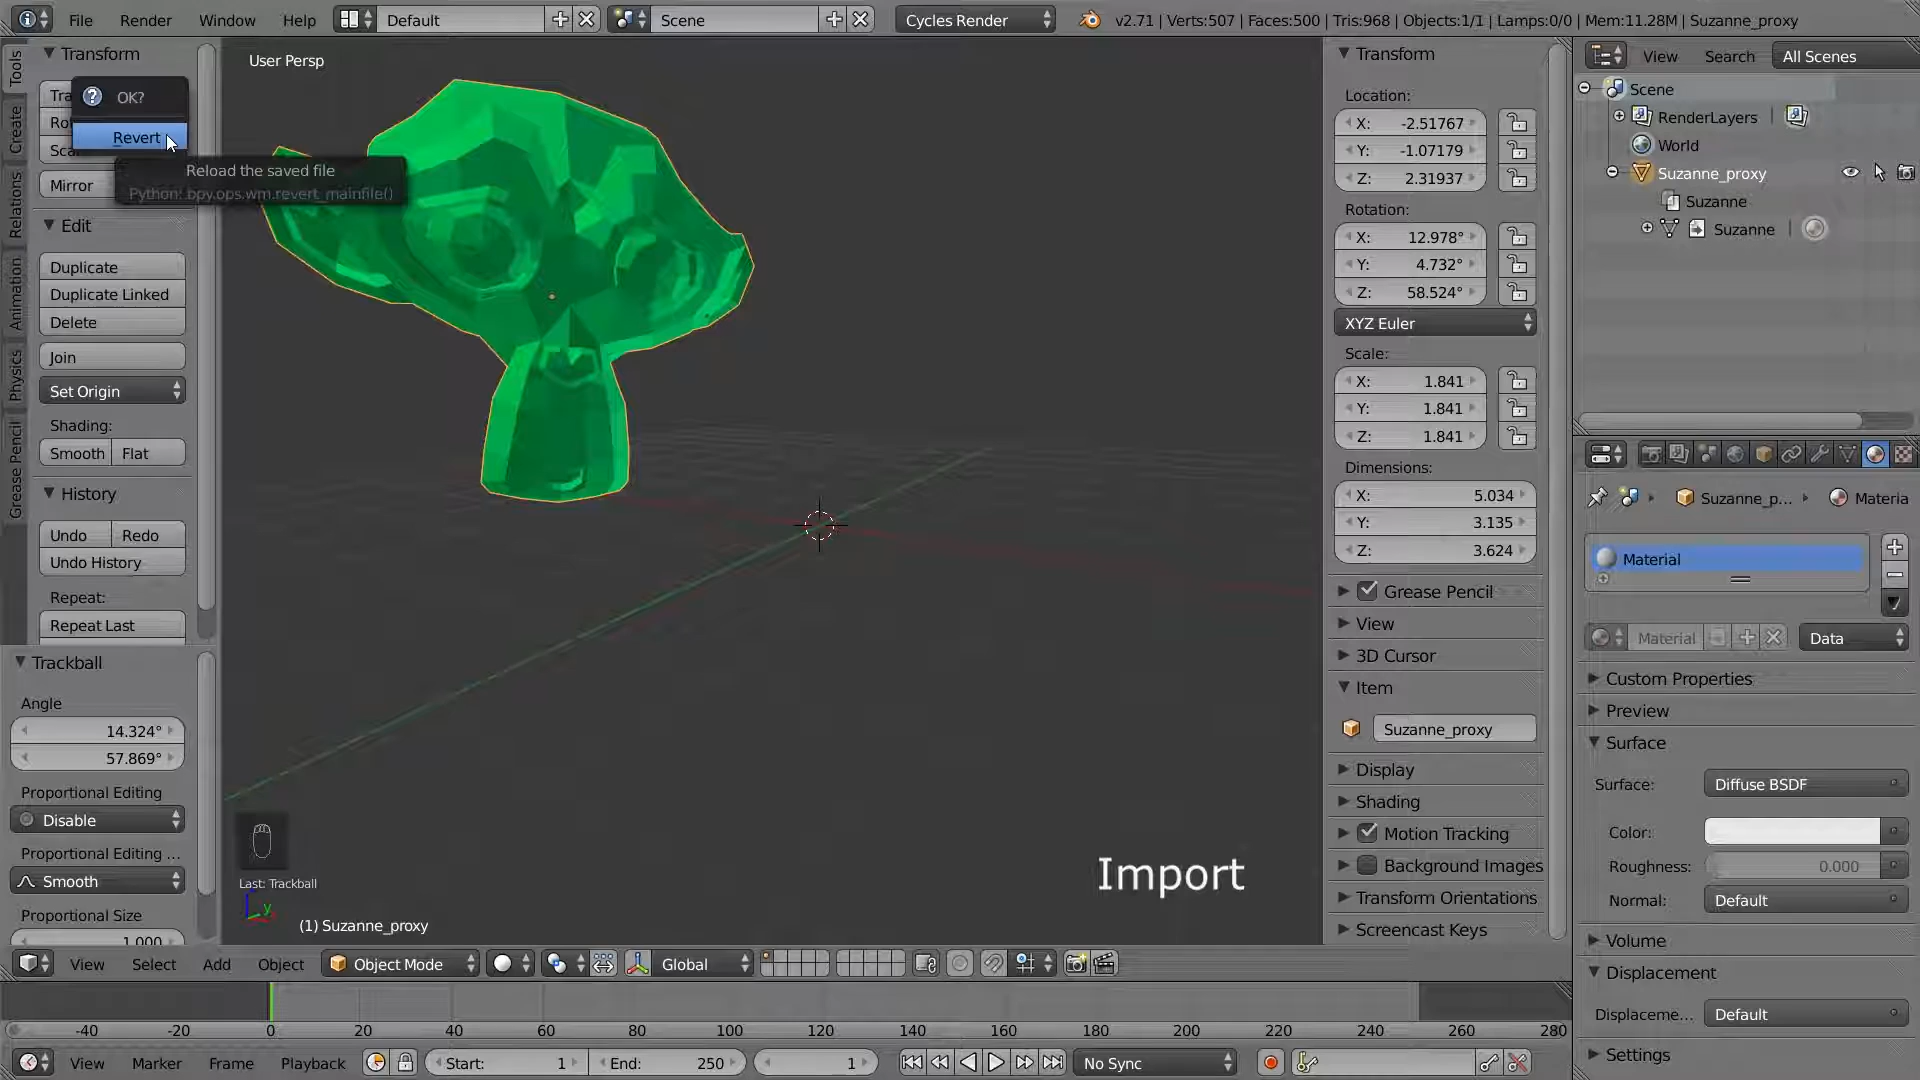 File Render Window Help Default Scene Cycles Render v2.71 | Verts:507 | Faces:500 | Tris:968 | Objects:1/1 | Lamps:0/0 | Mem:11.28M | Suzanne_proxy
Tools
Create
Relations
Animation
Physics
Grease Pencil
Transform
Tra
OK?
Ro
Revert
Sca
Reload the saved file
Python: bpy.ops.wm.revert_mainfile()
Mirror
Edit
Duplicate
Duplicate Linked
Delete
Join
Set Origin
Shading:
Smooth Flat
History
Undo Redo
Undo History
Repeat:
Repeat Last
Trackball
Angle
14.324°
57.869°
Proportional Editing
Disable
Proportional Editing ...
Smooth
Proportional Size
1.000
User Persp
Import
Last: Trackball
y
(1) Suzanne_proxy
Transform
Location:
X: -2.51767
Y: -1.07179
Z: 2.31937
Rotation:
X: 12.978°
Y: 4.732°
Z: 58.524°
XYZ Euler
Scale:
X: 1.841
Y: 1.841
Z: 1.841
Dimensions:
X: 5.034
Y: 3.135
Z: 3.624
Grease Pencil
View
3D Cursor
Item
Suzanne_proxy
Display
Shading
Motion Tracking
Background Images
Transform Orientations
Screencast Keys
View Search All Scenes
Scene
RenderLayers
World
Suzanne_proxy
Suzanne
Suzanne
Suzanne_p... Materia
Material
Material Data
Custom Properties
Preview
Surface
Surface: Diffuse BSDF
Color:
Roughness: 0.000
Normal: Default
Volume
Displacement
Displaceme... Default
Settings
View Select Add Object Object Mode Global
-40 -20 0 20 40 60 80 100 120 140 160 180 200 220 240 260 280
View Marker Frame Playback Start: 1 End: 250 1 No Sync